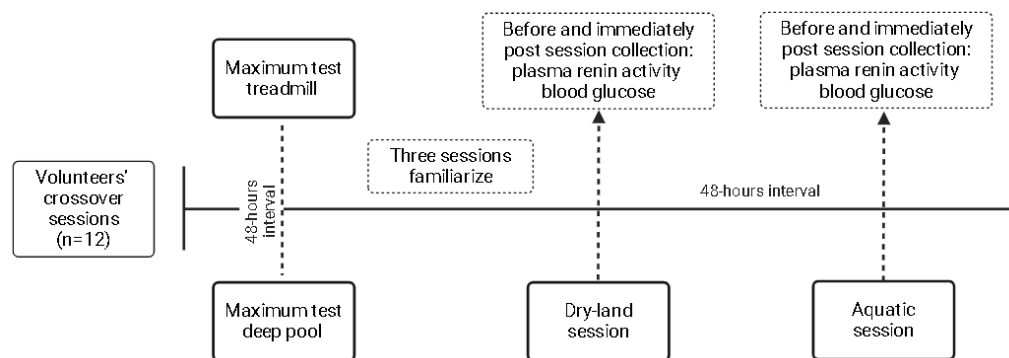 Volunteers'
crossover
sessions
(n=12)
Maximum test
treadmill
48-hours
interval
Maximum test
deep pool
Three sessions
familiarize
Before and immediately
post session collection:
plasma renin activity
blood glucose
Dry-land
session
48-hours interval
Before and immediately
post session collection:
plasma renin activity
blood glucose
Aquatic
session